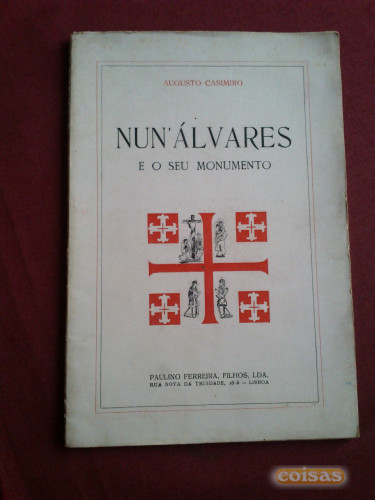 AUGUSTO CASIMIRO
NUN'ÁLVARES
E O SEU MONUMENTO
PAULINO FERREIRA, FILHOS, LDA.
RUA NOVA DA TRINDADE, 18-A — LISBOA
coisas